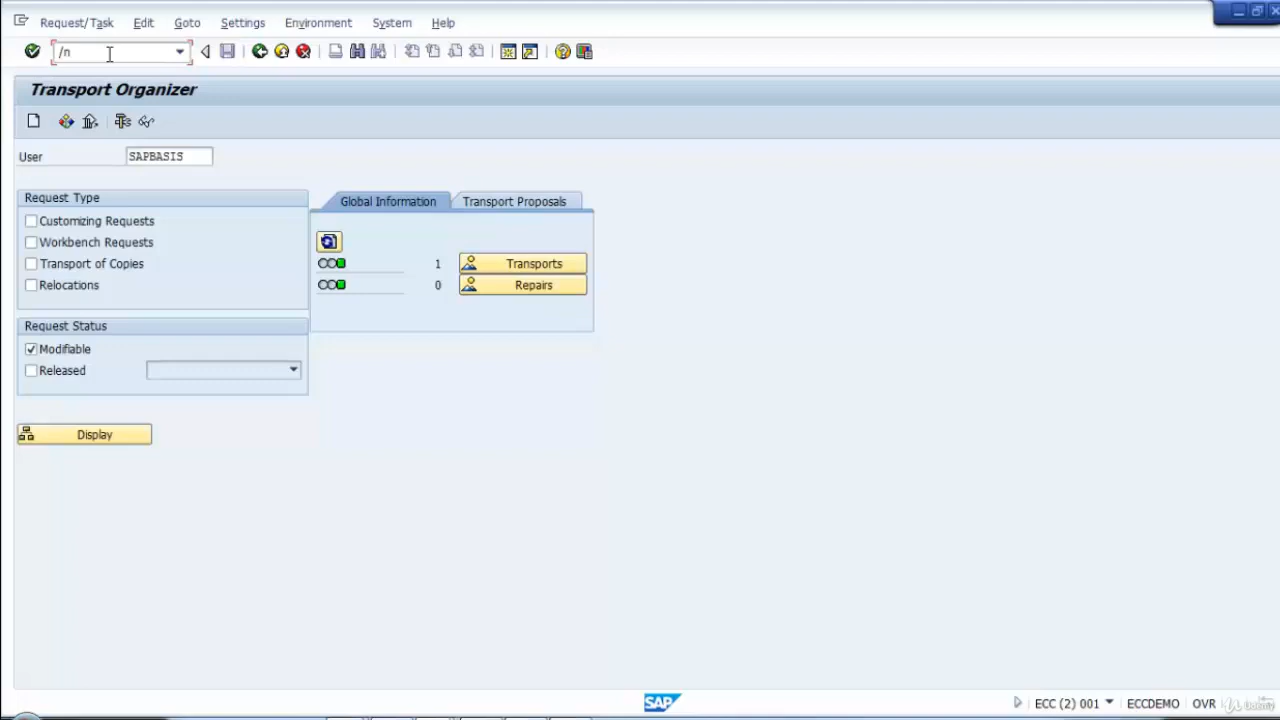 Request/Task Edit Goto Settings Environment System Help
/n
Transport Organizer
User SAPBASIS
Request Type
Customizing Requests
Workbench Requests
Transport of Copies
Relocations
Request Status
Modifiable
Released
Display
Global Information Transport Proposals
1 Transports
0 Repairs
SAP
ECC (2) 001 ECCDEMO OVR